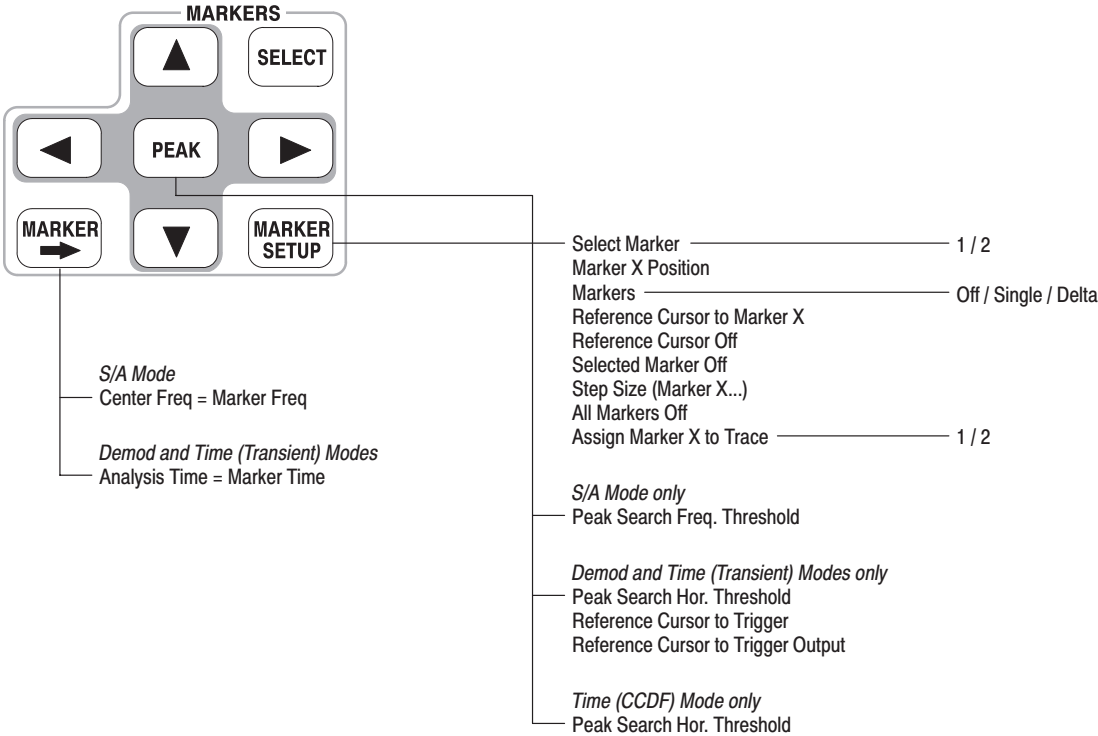 MARKERS
SELECT
PEAK
MARKER
MARKER
SETUP
Select Marker 1 / 2
Marker X Position
Markers Off / Single / Delta
Reference Cursor to Marker X
Reference Cursor Off
Selected Marker Off
Step Size (Marker X...)
All Markers Off
Assign Marker X to Trace 1 / 2
S/A Mode
Center Freq = Marker Freq
Demod and Time (Transient) Modes
Analysis Time = Marker Time
S/A Mode only
Peak Search Freq. Threshold
Demod and Time (Transient) Modes only
Peak Search Hor. Threshold
Reference Cursor to Trigger
Reference Cursor to Trigger Output
Time (CCDF) Mode only
Peak Search Hor. Threshold